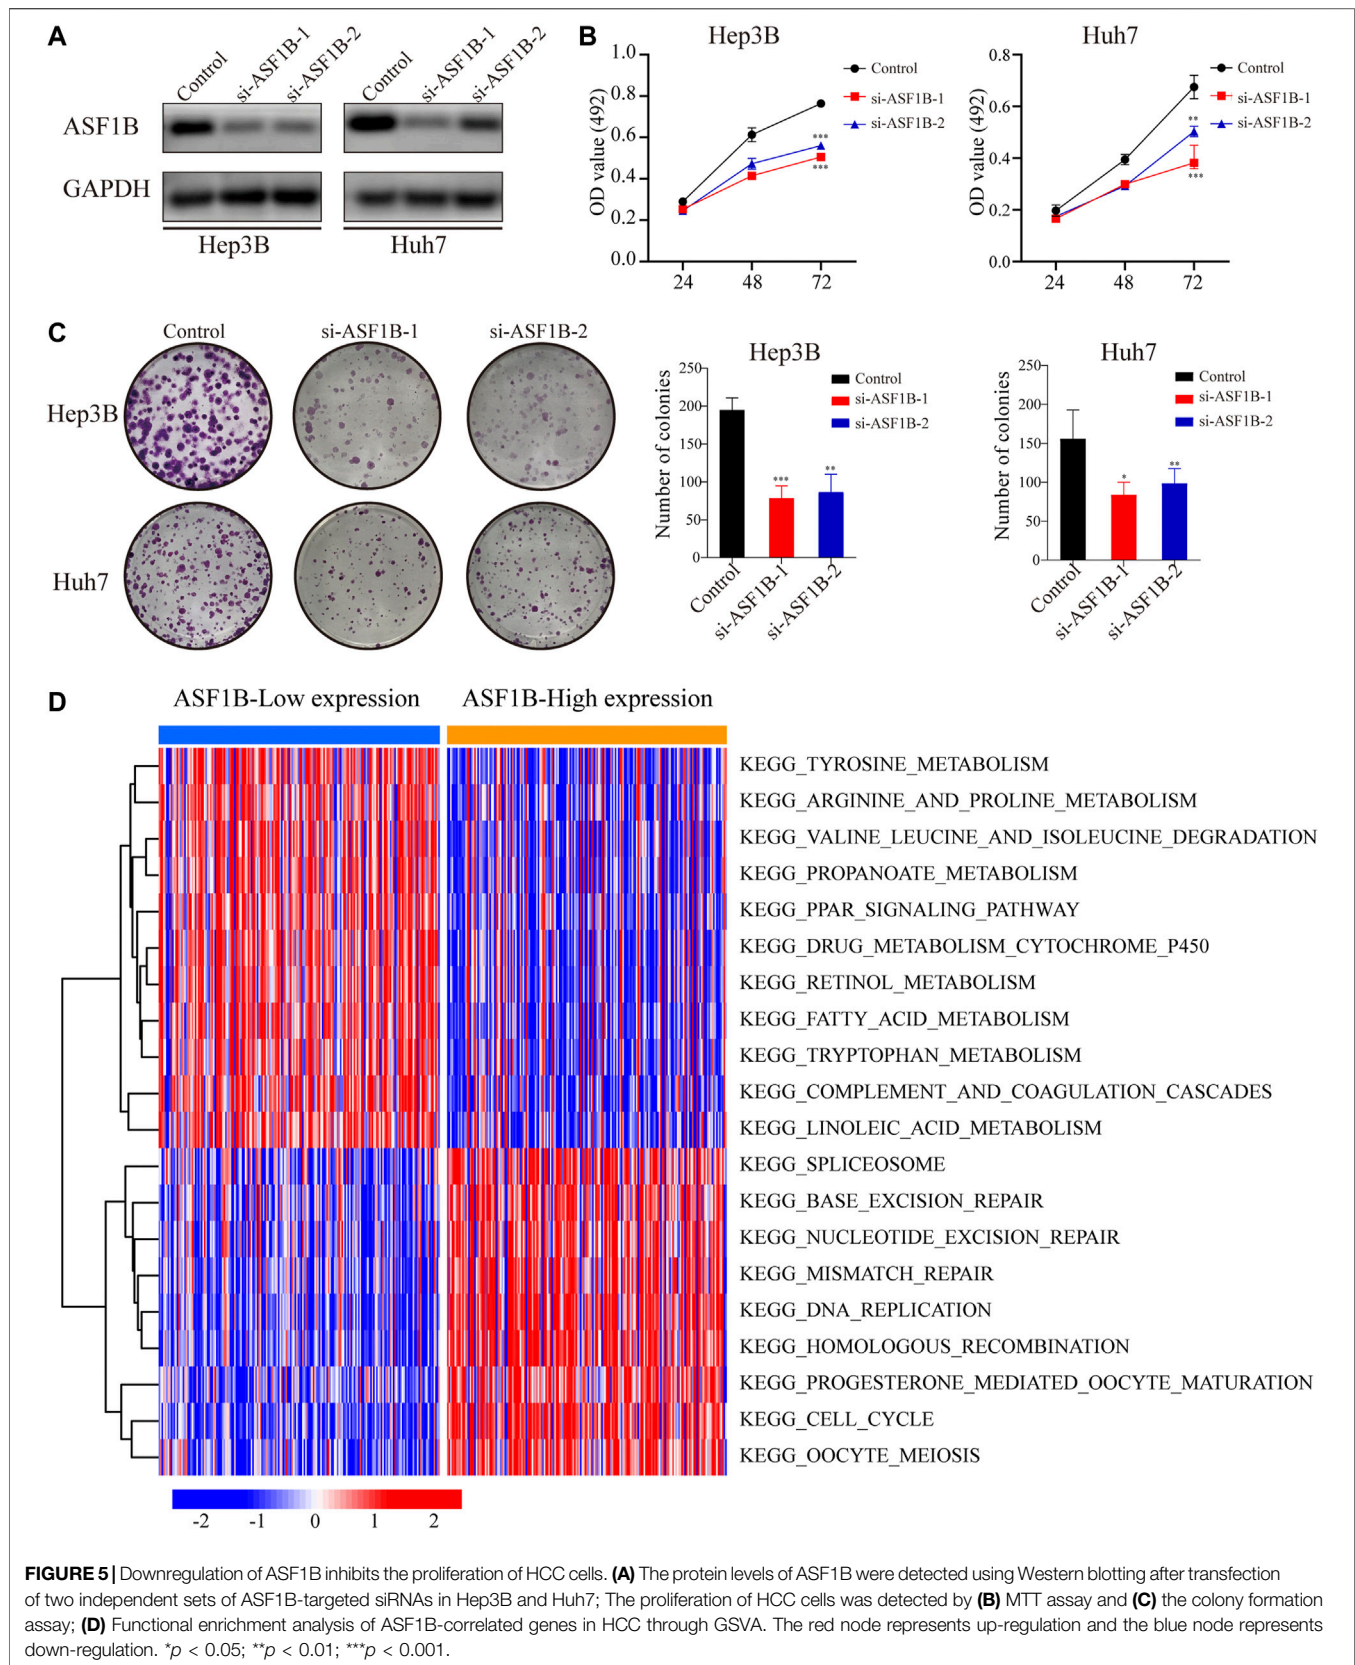 A
Control
si-ASF1B-1
si-ASF1B-2
Control
si-ASF1B-1
si-ASF1B-2
ASF1B
GAPDH
Hep3B
Huh7
B
Hep3B
OD value (492)
1.0
0.8
0.6
0.4
0.2
0.0
24 48 72
Control
si-ASF1B-1
si-ASF1B-2
***
***
Huh7
OD value (492)
0.8
0.6
0.4
0.2
0.0
24 48 72
Control
si-ASF1B-1
si-ASF1B-2
**
***
C
Control si-ASF1B-1 si-ASF1B-2
Hep3B
Huh7
Hep3B
Number of colonies
250
200
150
100
50
0
Control
si-ASF1B-1
si-ASF1B-2
***
**
Control
si-ASF1B-1
si-ASF1B-2
Huh7
Number of colonies
250
200
150
100
50
0
Control
si-ASF1B-1
si-ASF1B-2
*
**
Control
si-ASF1B-1
si-ASF1B-2
D
ASF1B-Low expression ASF1B-High expression
KEGG_TYROSINE_METABOLISM
KEGG_ARGININE_AND_PROLINE_METABOLISM
KEGG_VALINE_LEUCINE_AND_ISOLEUCINE_DEGRADATION
KEGG_PROPANOATE_METABOLISM
KEGG_PPAR_SIGNALING_PATHWAY
KEGG_DRUG_METABOLISM_CYTOCHROME_P450
KEGG_RETINOL_METABOLISM
KEGG_FATTY_ACID_METABOLISM
KEGG_TRYPTOPHAN_METABOLISM
KEGG_COMPLEMENT_AND_COAGULATION_CASCADES
KEGG_LINOLEIC_ACID_METABOLISM
KEGG_SPLICEOSOME
KEGG_BASE_EXCISION_REPAIR
KEGG_NUCLEOTIDE_EXCISION_REPAIR
KEGG_MISMATCH_REPAIR
KEGG_DNA_REPLICATION
KEGG_HOMOLOGOUS_RECOMBINATION
KEGG_PROGESTERONE_MEDIATED_OOCYTE_MATURATION
KEGG_CELL_CYCLE
KEGG_OOCYTE_MEIOSIS
-2 -1 0 1 2
FIGURE 5 | Downregulation of ASF1B inhibits the proliferation of HCC cells. (A) The protein levels of ASF1B were detected using Western blotting after transfection
of two independent sets of ASF1B-targeted siRNAs in Hep3B and Huh7; The proliferation of HCC cells was detected by (B) MTT assay and (C) the colony formation
assay; (D) Functional enrichment analysis of ASF1B-correlated genes in HCC through GSVA. The red node represents up-regulation and the blue node represents
down-regulation. *p < 0.05; **p < 0.01; ***p < 0.001.